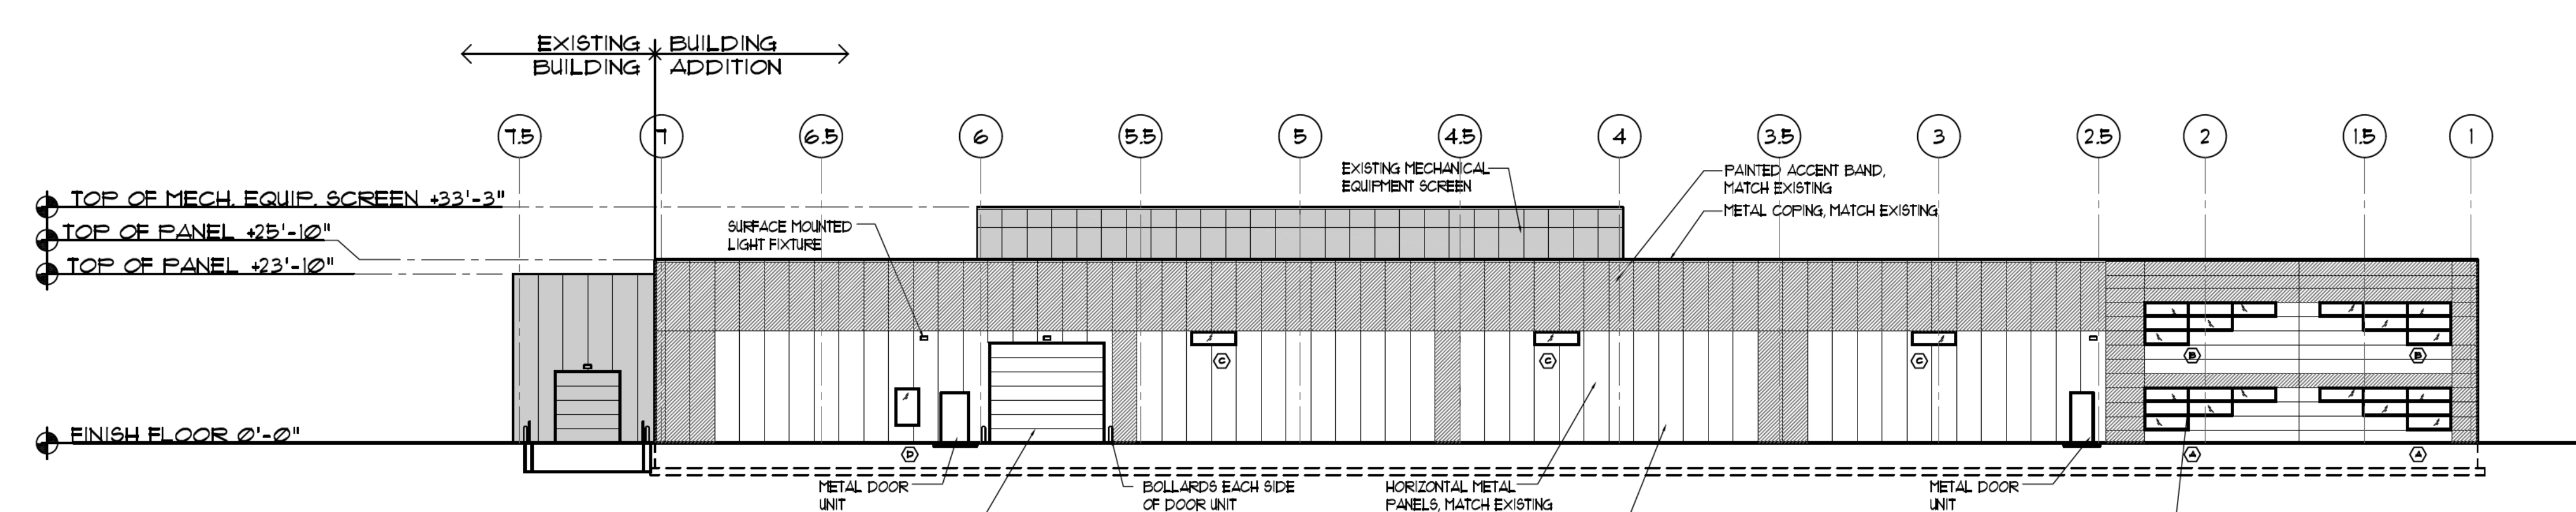 EXISTING BUILDING
BUILDING ADDITION
7.5 7 6.5 6 5.5 5 4.5 4 3.5 3 2.5 2 1.5 1
EXISTING MECHANICAL
EQUIPMENT SCREEN
PAINTED ACCENT BAND,
MATCH EXISTING
METAL COPING, MATCH EXISTING
TOP OF MECH. EQUIP. SCREEN +33'-3"
TOP OF PANEL +25'-10"
TOP OF PANEL +23'-10"
SURFACE MOUNTED
LIGHT FIXTURE
C C C B B
FINISH FLOOR 0'-0"
D A A
METAL DOOR
UNIT
BOLLARDS EACH SIDE
OF DOOR UNIT
HORIZONTAL METAL
PANELS, MATCH EXISTING
METAL DOOR
UNIT